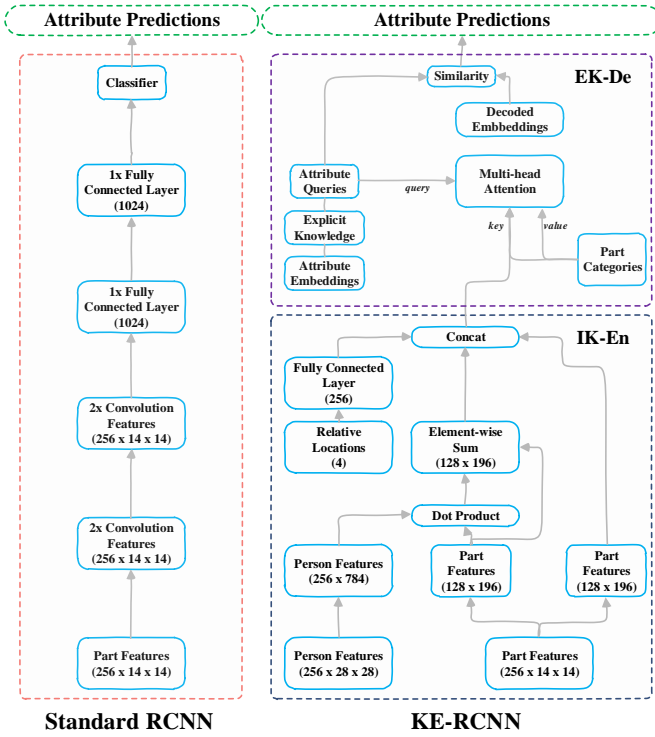 Attribute Predictions
Classifier
1x Fully
Connected Layer
(1024)
1x Fully
Connected Layer
(1024)
2x Convolution
Features
(256 x 14 x 14)
2x Convolution
Features
(256 x 14 x 14)
Part Features
(256 x 14 x 14)
Standard RCNN
Attribute Predictions
EK-De
Similarity
Decoded
Embbeddings
Attribute
Queries
query
Multi-head
Attention
Explicit
Knowledge
key
value
Attribute
Embeddings
Part
Categories
IK-En
Concat
Fully Connected
Layer
(256)
Relative
Locations
(4)
Element-wise
Sum
(128 x 196)
Dot Product
Person Features
(256 x 784)
Part
Features
(128 x 196)
Part
Features
(128 x 196)
Person Features
(256 x 28 x 28)
Part Features
(256 x 14 x 14)
KE-RCNN